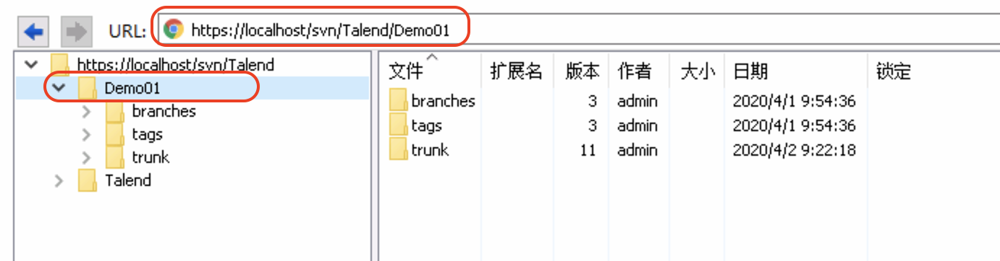 URL: https://localhost/svn/Talend/Demo01
https://localhost/svn/Talend
Demo01
branches
tags
trunk
Talend
文件 扩展名 版本 作者 大小 日期 锁定
branches 3 admin 2020/4/1 9:54:36
tags 3 admin 2020/4/1 9:54:36
trunk 11 admin 2020/4/2 9:22:18